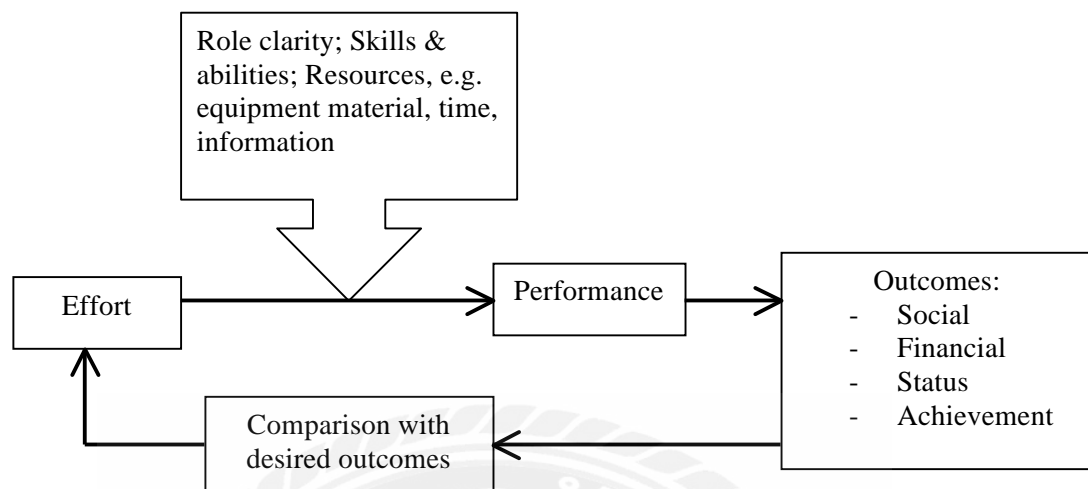 Role clarity; Skills &
abilities; Resources, e.g.
equipment material, time,
information
Effort
Performance
Outcomes:
- Social
- Financial
- Status
- Achievement
Comparison with
desired outcomes